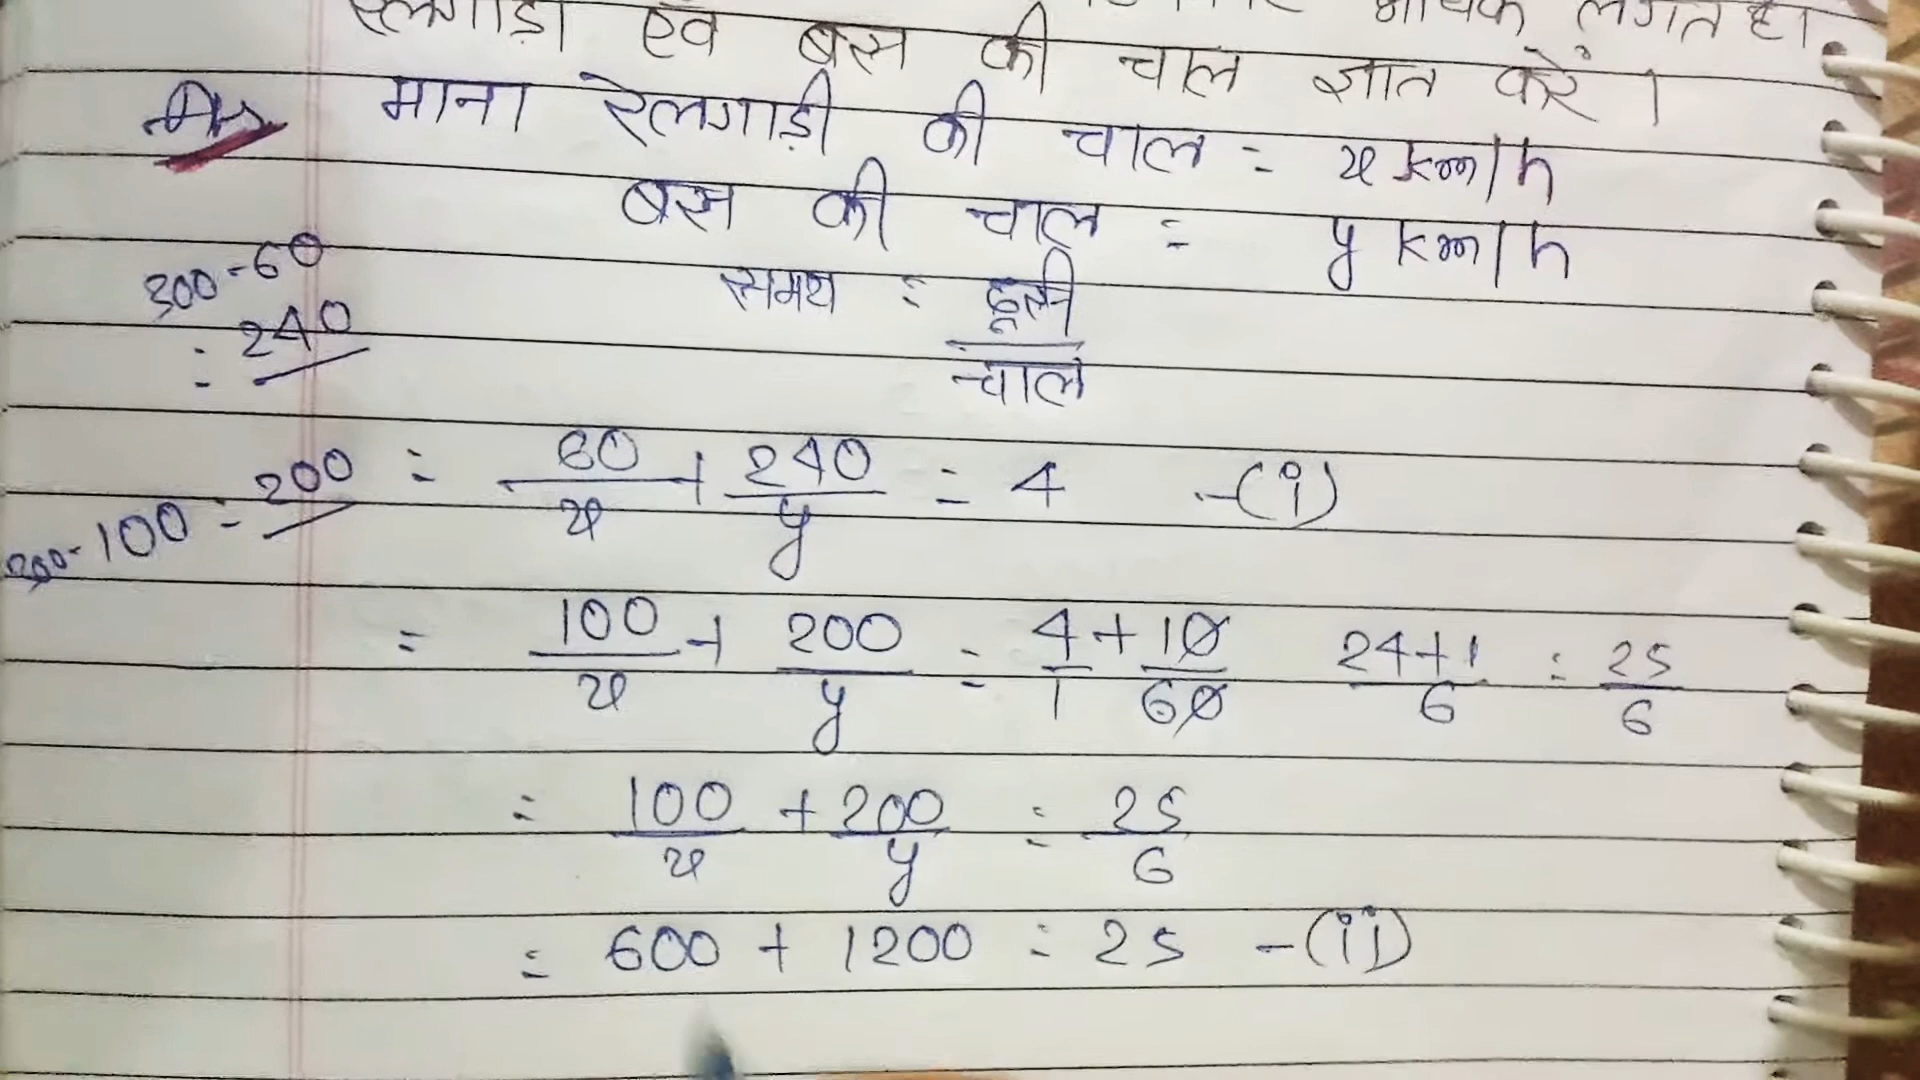 अधिक लगते है।
रेलगाड़ी एवं बस की चाल ज्ञात करें ।
Ans माना रेलगाड़ी की चाल = x km/h
बस की चाल = y km/h
300-60
= 240
समय = दूरी/चाल
300-100 = 200
= 60/x + 240/y = 4 -(i)
= 100/x + 200/y = 4/1 + 10/60 24+1/6 = 25/6
= 100/x + 200/y = 25/6
= 600 + 1200 = 25 -(ii)